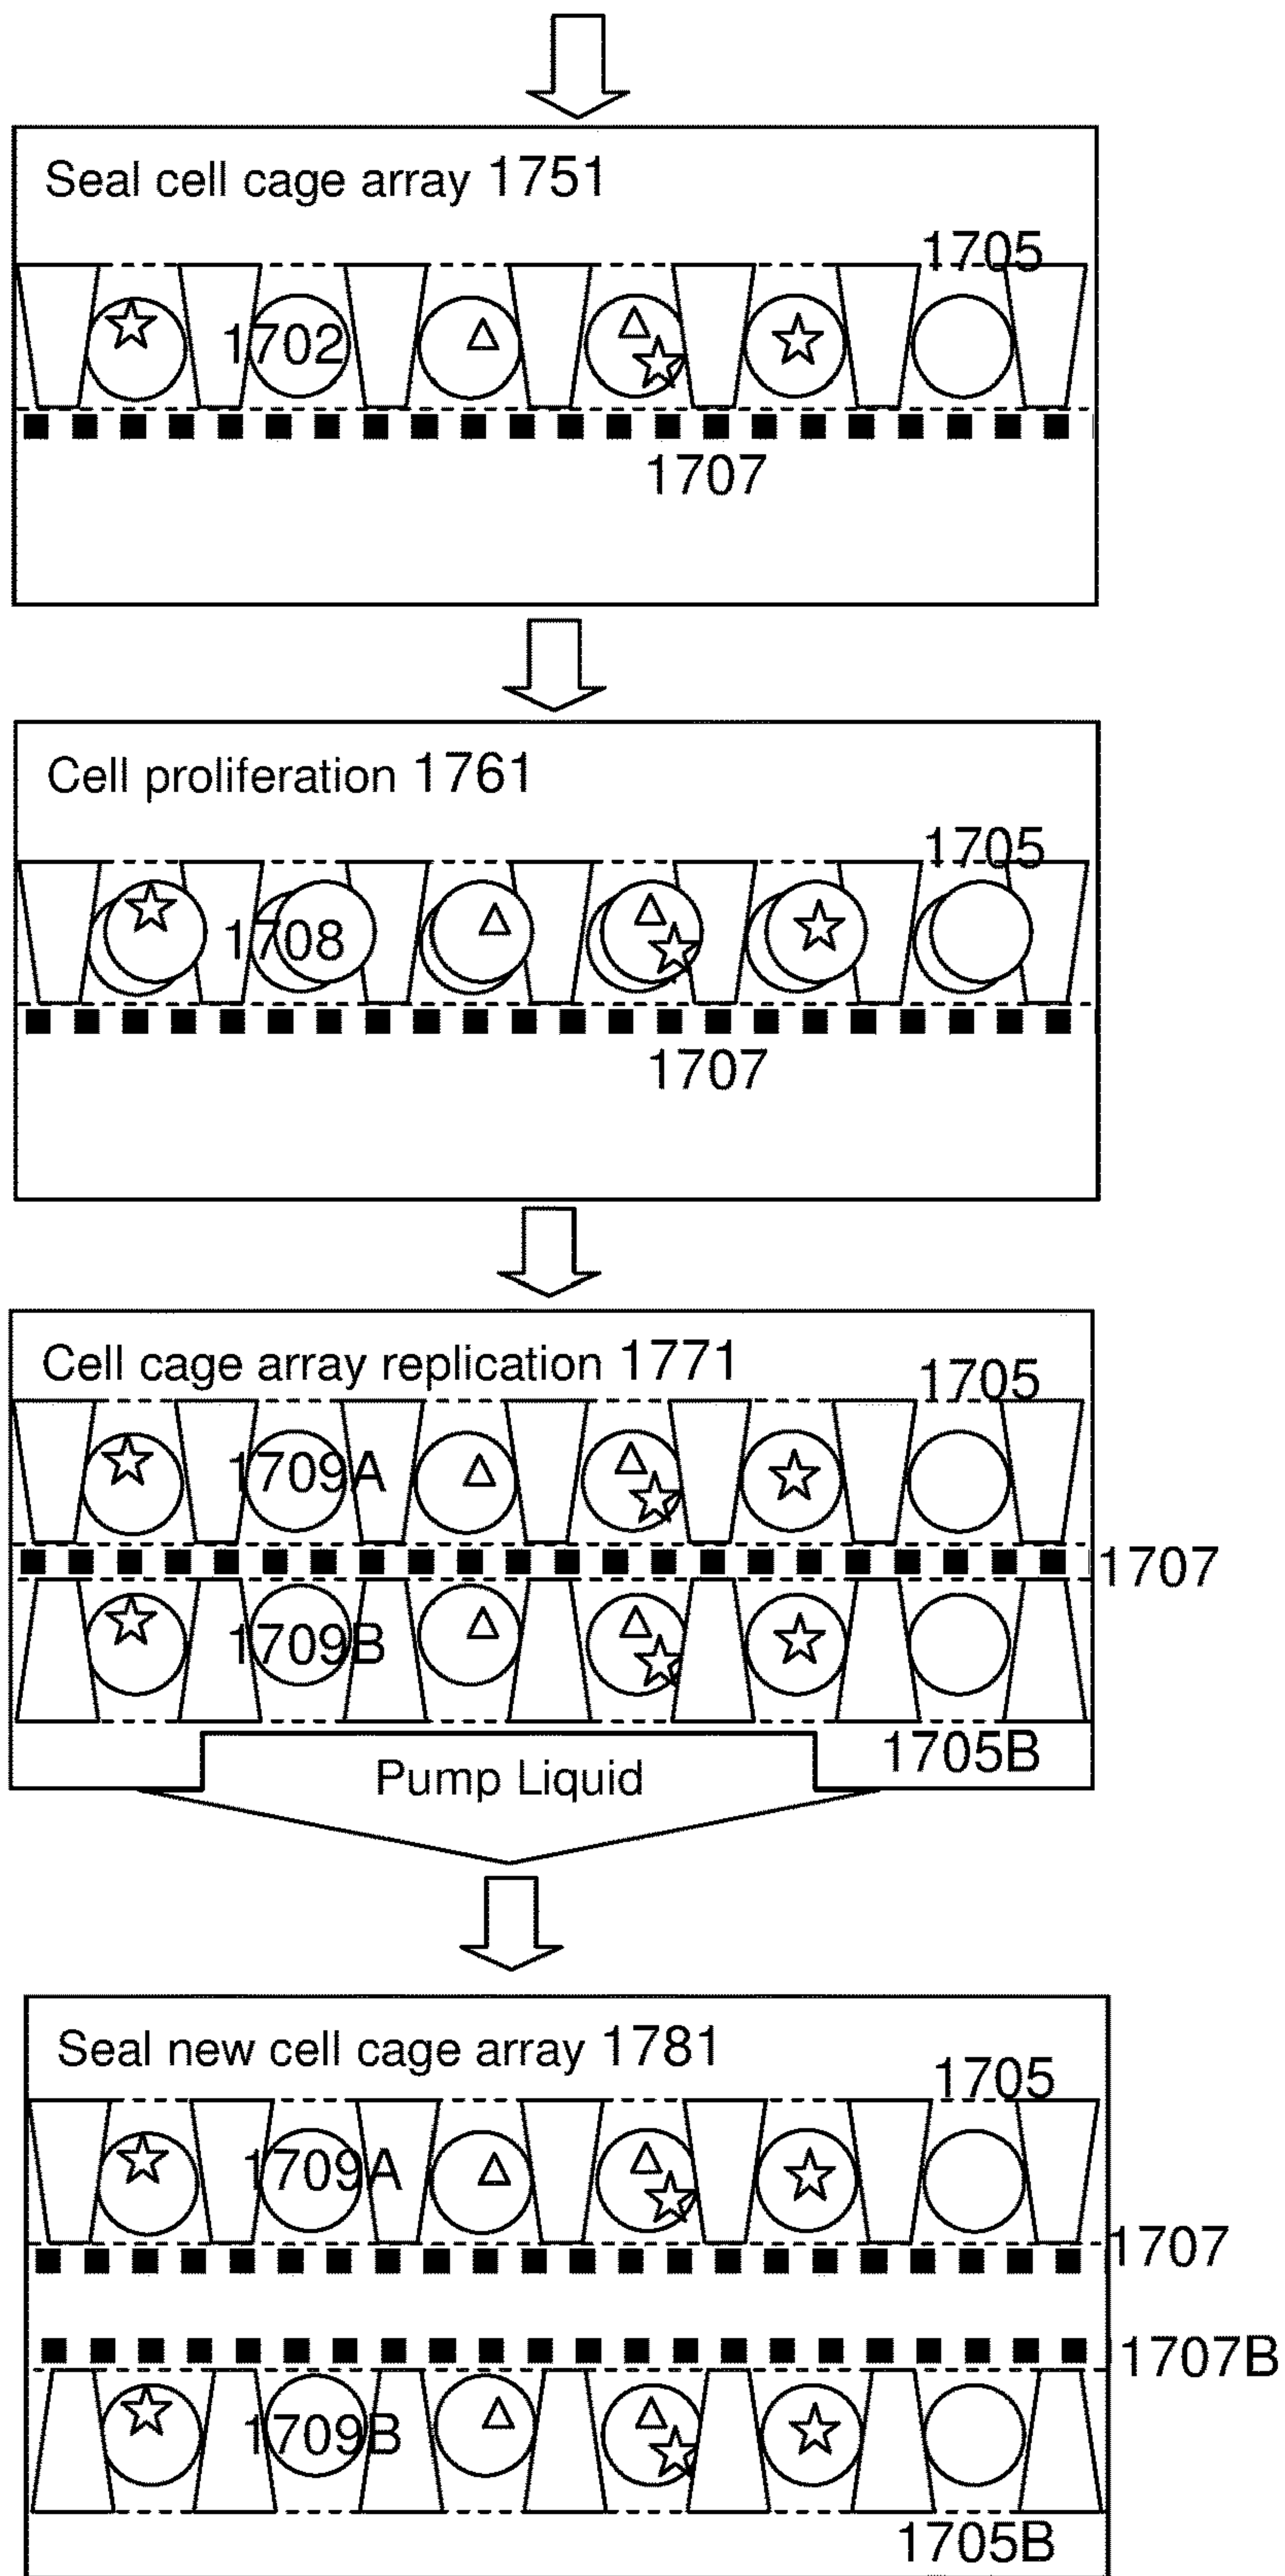 Seal cell cage array 1751
1705
1702
1707
Cell proliferation 1761
1705
1708
1707
Cell cage array replication 1771
1705
1709A
1707
1709B
1705B
Pump Liquid
Seal new cell cage array 1781
1705
1709A
1707
1707B
1709B
1705B